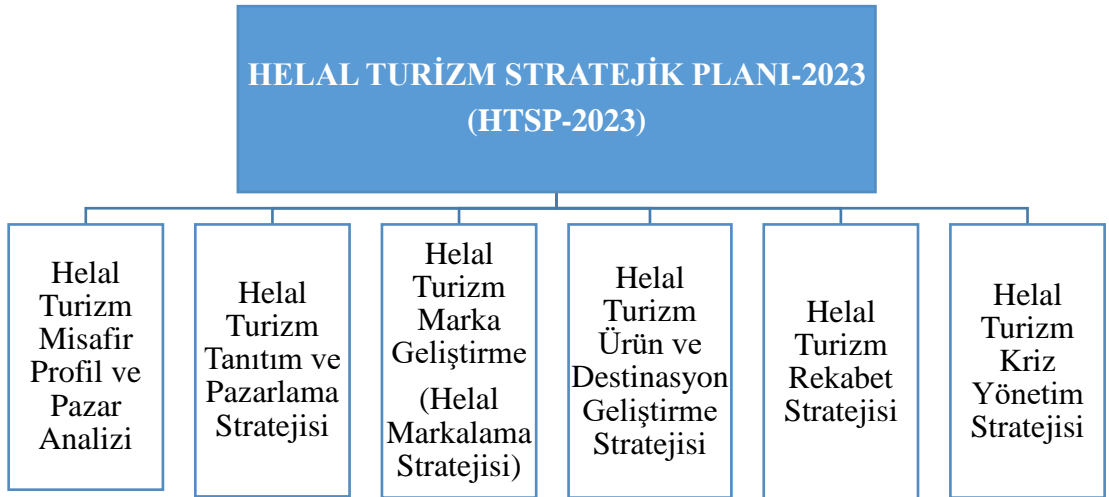 HELAL TURİZM STRATEJİK PLANI-2023
(HTSP-2023)
Helal
Turizm
Misafir
Profil ve
Pazar
Analizi
Helal
Turizm
Tanıtım ve
Pazarlama
Stratejisi
Helal
Turizm
Marka
Geliştirme
(Helal
Markalama
Stratejisi)
Helal
Turizm
Ürün ve
Destinasyon
Geliştirme
Stratejisi
Helal
Turizm
Rekabet
Stratejisi
Helal
Turizm
Kriz
Yönetim
Stratejisi